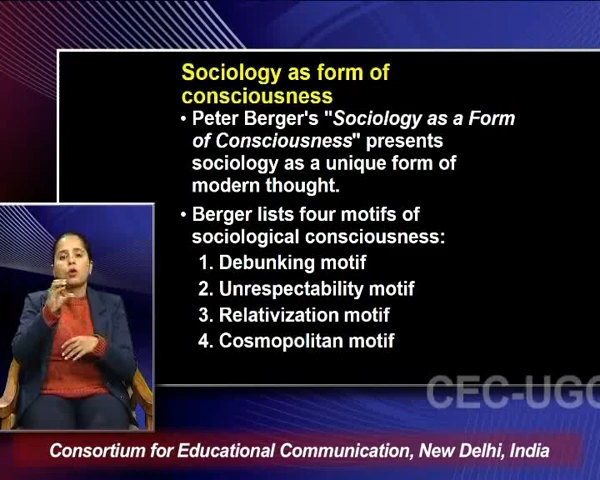 Sociology as form of
consciousness
• Peter Berger's "Sociology as a Form
of Consciousness" presents
sociology as a unique form of
modern thought.
• Berger lists four motifs of
sociological consciousness:
1. Debunking motif
2. Unrespectability motif
3. Relativization motif
4. Cosmopolitan motif
CEC-UGC
Consortium for Educational Communication, New Delhi, India